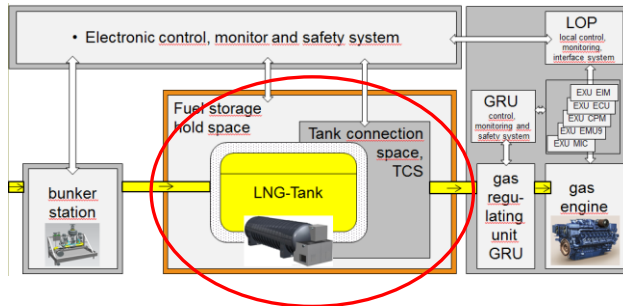 • Electronic control, monitor and safety system
LOP
local control,
monitoring,
interface system
Fuel storage
hold space
Tank connection
space,
TCS
GRU
control,
monitoring and
safety system
EXU EIM
EXU ECU
EXU CPM
EXU EMU9
EXU MIC
bunker
station
LNG-Tank
gas
regu-
lating
unit
GRU
gas
engine